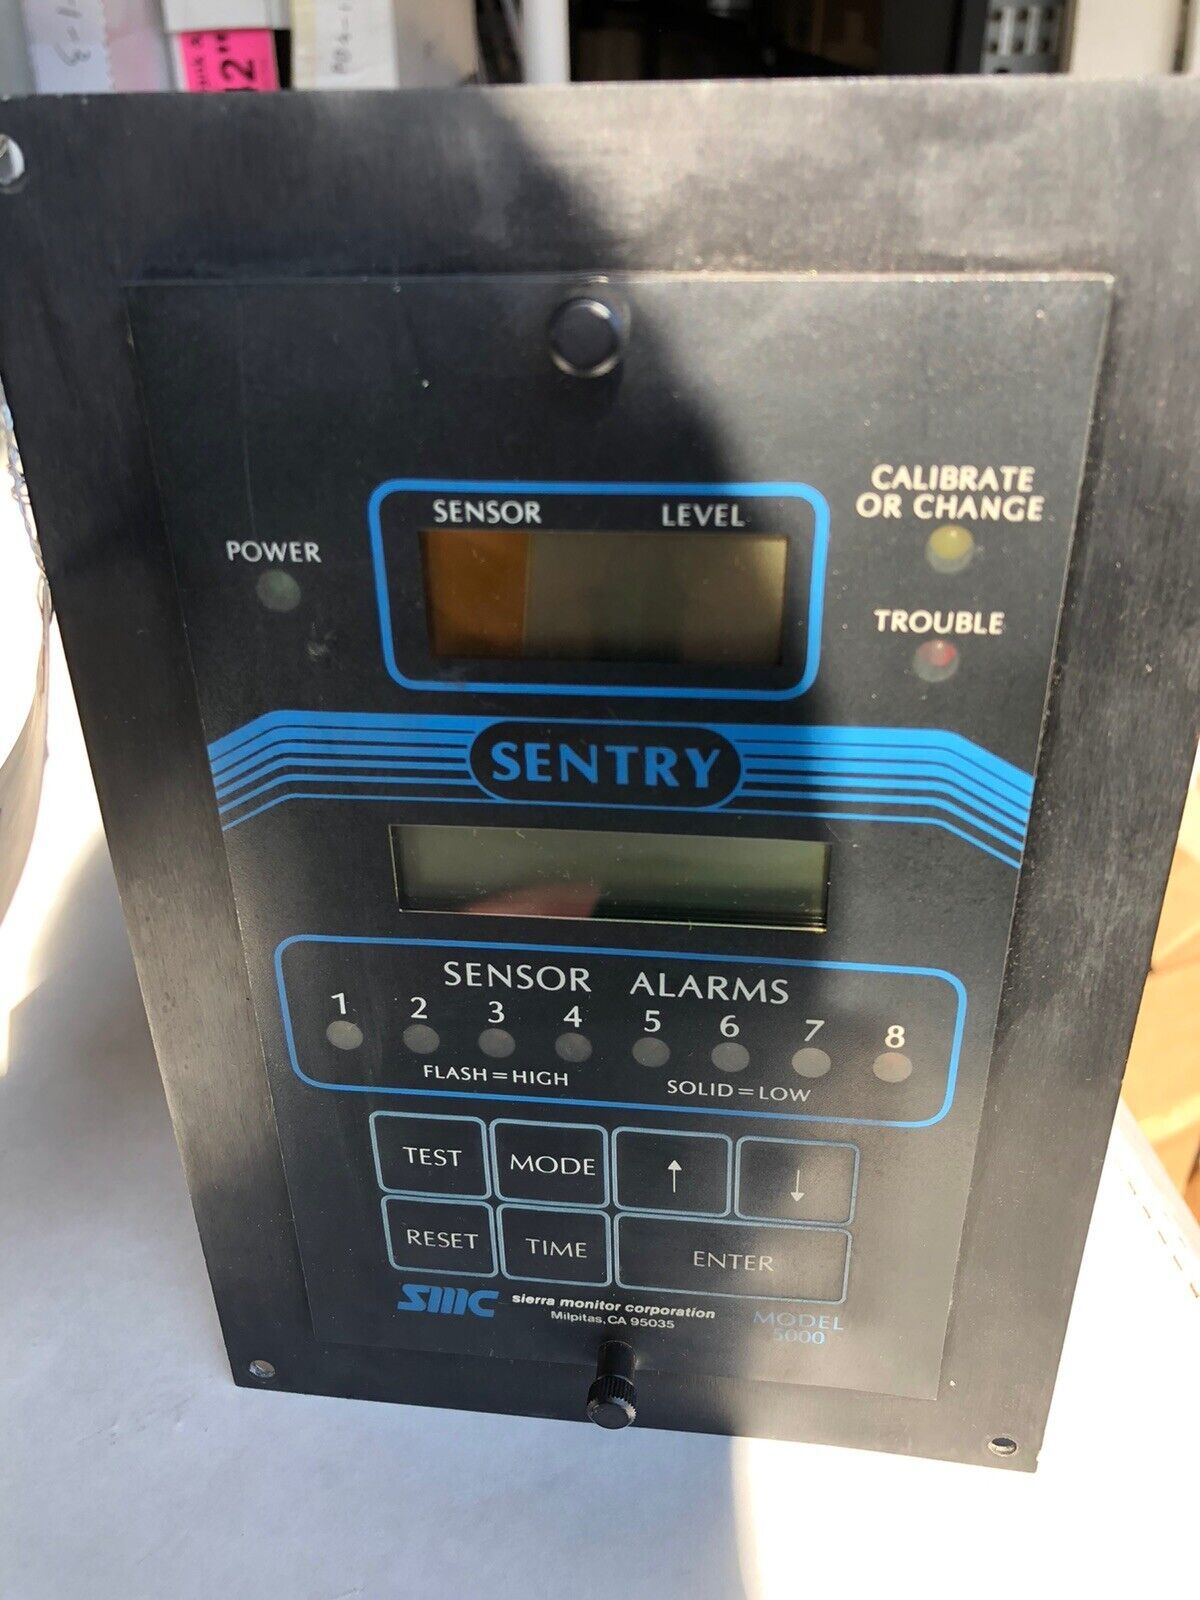 SENSOR LEVEL
CALIBRATE
OR CHANGE
POWER
TROUBLE
SENTRY
SENSOR ALARMS
1 2 3 4 5 6 7 8
FLASH=HIGH SOLID=LOW
TEST MODE ↑ ↓
RESET TIME ENTER
SMC sierra monitor corporation
Milpitas, CA 95035
MODEL
5000